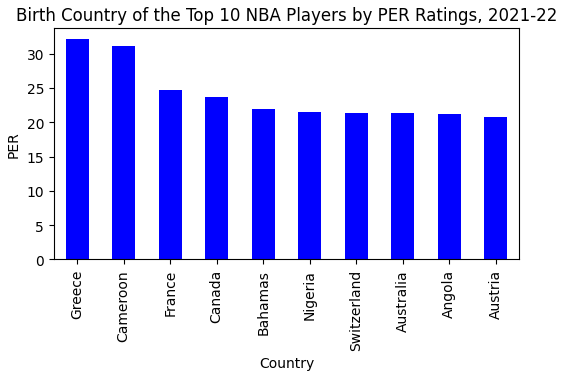 Birth Country of the Top 10 NBA Players by PER Ratings, 2021-22
PER
30
25
20
15
10
5
0
Greece
Cameroon
France
Canada
Bahamas
Nigeria
Switzerland
Australia
Angola
Austria
Country